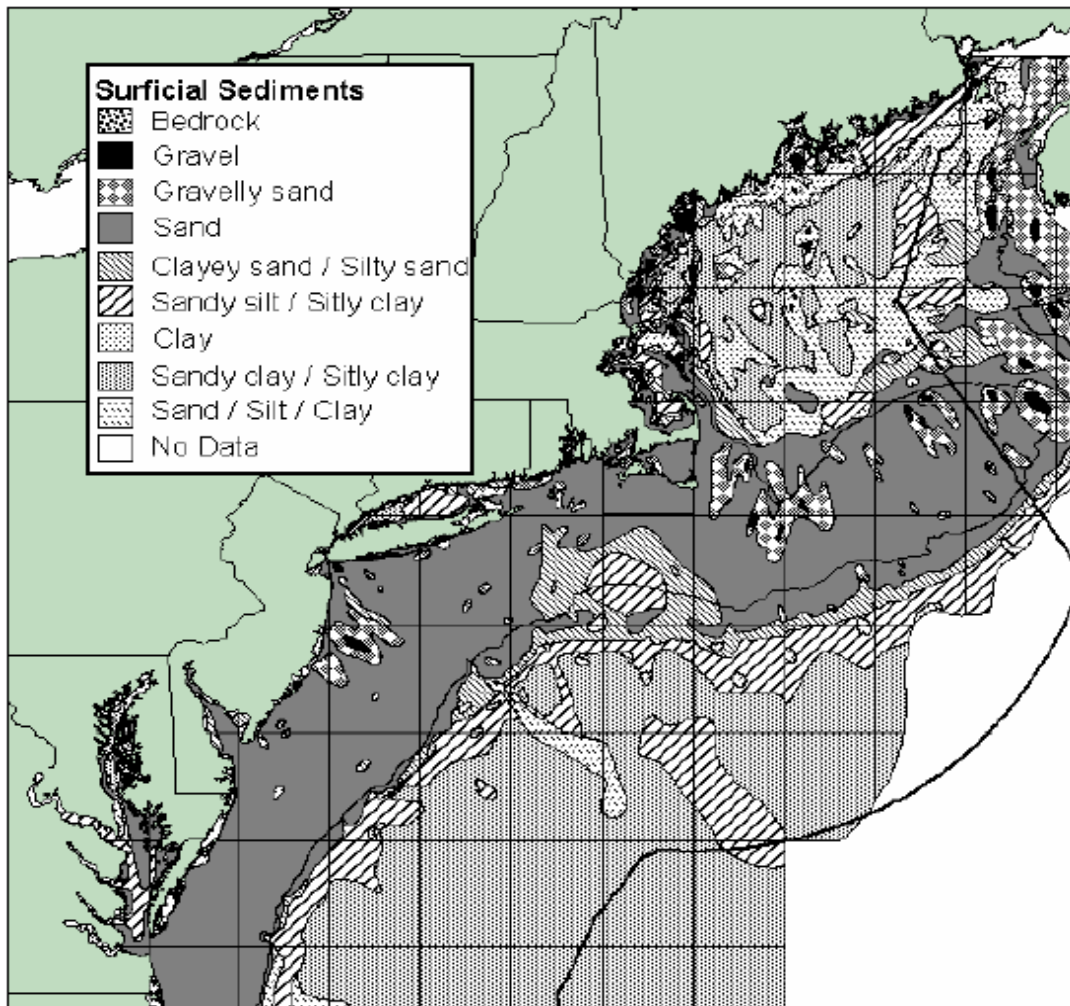 Surficial Sediments
Bedrock
Gravel
Gravelly sand
Sand
Clayey sand / Silty sand
Sandy silt / Sitly clay
Clay
Sandy clay / Sitly clay
Sand / Silt / Clay
No Data